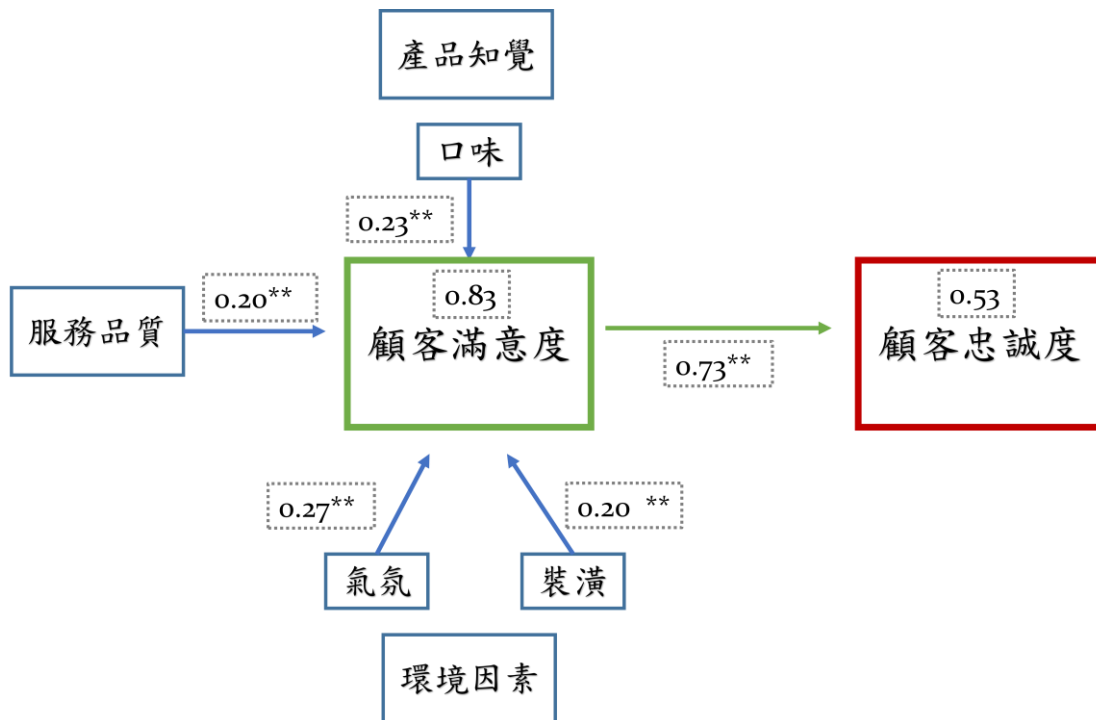 產品知覺
口味
0.23**
0.20**
服務品質
0.83
顧客滿意度
0.73**
0.53
顧客忠誠度
0.27**
0.20 **
氣氛
裝潢
環境因素